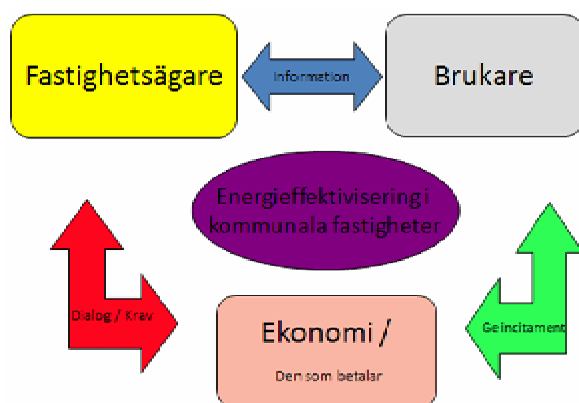 Fastighetsägare
Information
Brukare
Energieffektivisering i
kommunala fastigheter
Dialog / Krav
Ekonomi /
Den som betalar
Ge incitament